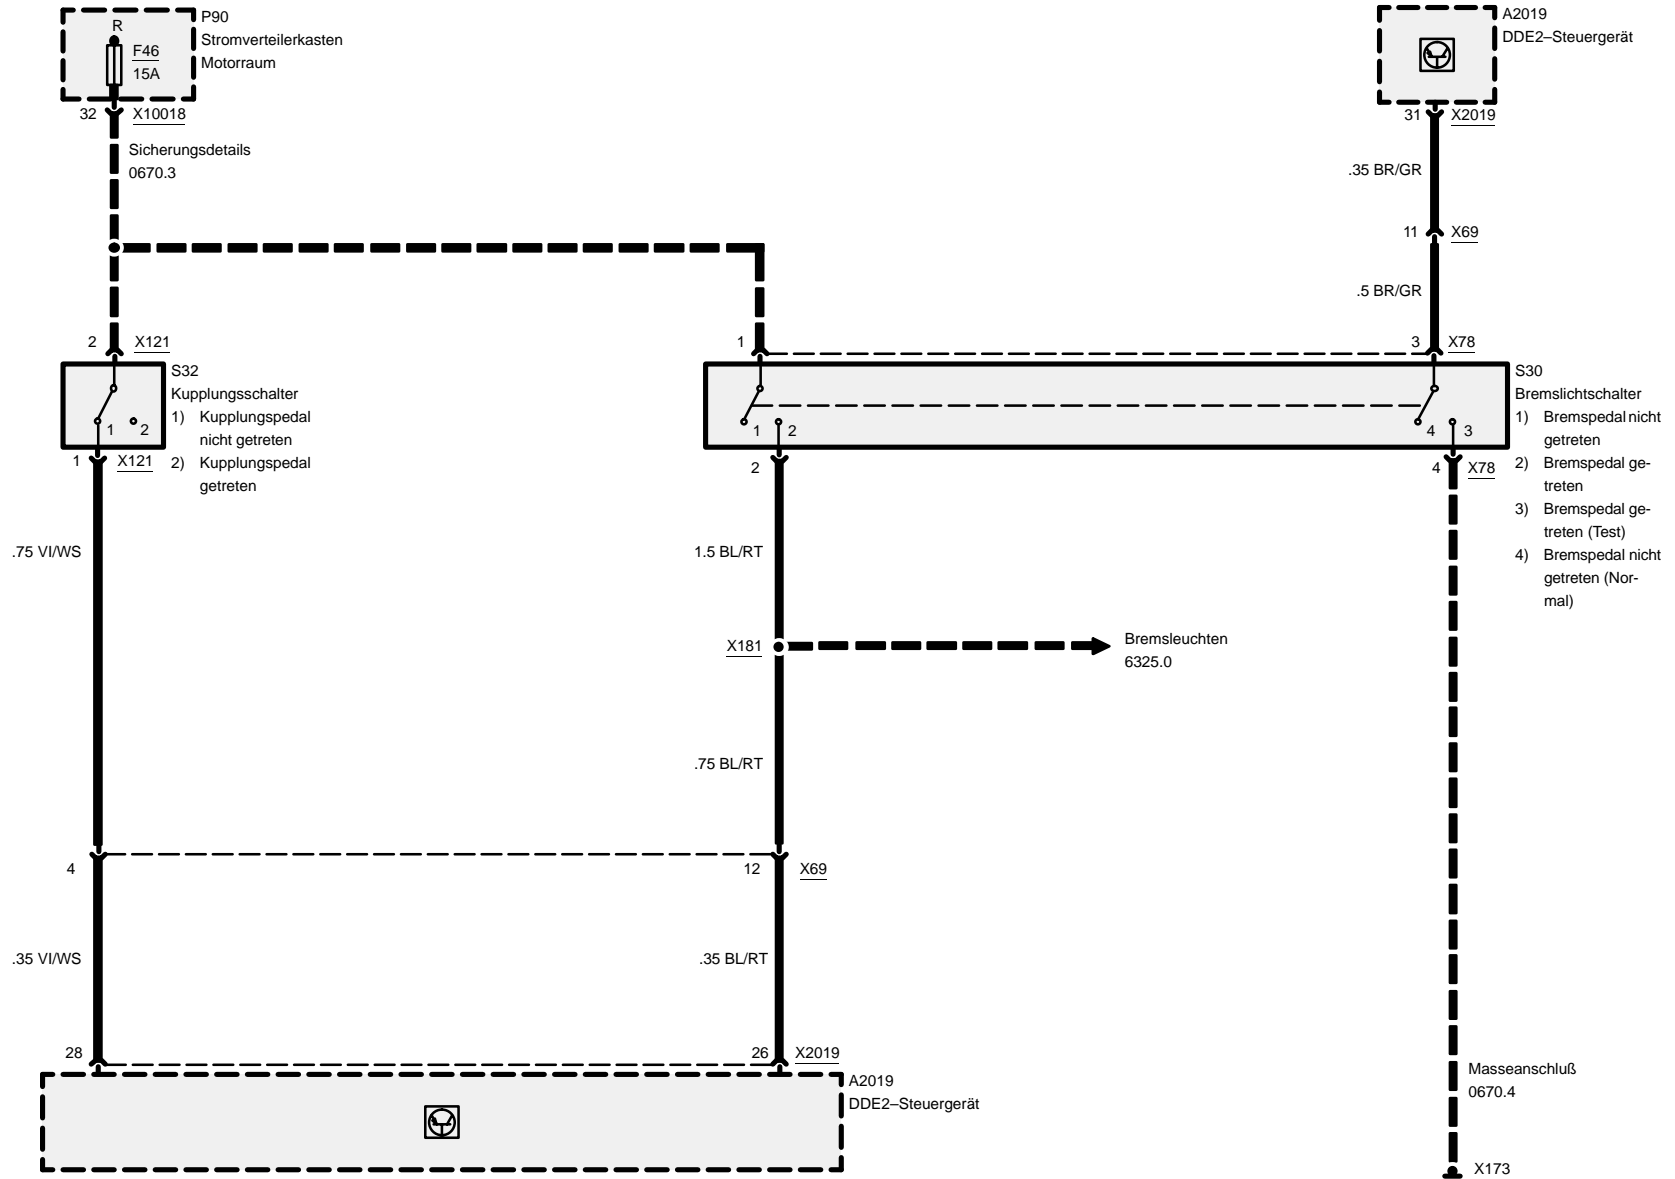 P90
R
Stromverteilerkasten
F46
Motorraum
15A
32
X10018
Sicherungsdetails
0670.3
A2019
DDE2–Steuergerät
31
X2019
.35 BR/GR
11
X69
.5 BR/GR
2
X121
1
3
X78
S32
Kupplungsschalter
1) Kupplungspedal
nicht getreten
2) Kupplungspedal
getreten
1
2
1
X121
1
2
4
3
S30
Bremslichtschalter
1) Bremspedal nicht
getreten
2) Bremspedal ge-
treten
3) Bremspedal ge-
treten (Test)
4) Bremspedal nicht
getreten (Nor-
mal)
2
4
X78
.75 VI/WS
1.5 BL/RT
X181
Bremsleuchten
6325.0
.75 BL/RT
4
12
X69
.35 VI/WS
.35 BL/RT
28
26
X2019
A2019
DDE2–Steuergerät
Masseanschluß
0670.4
X173